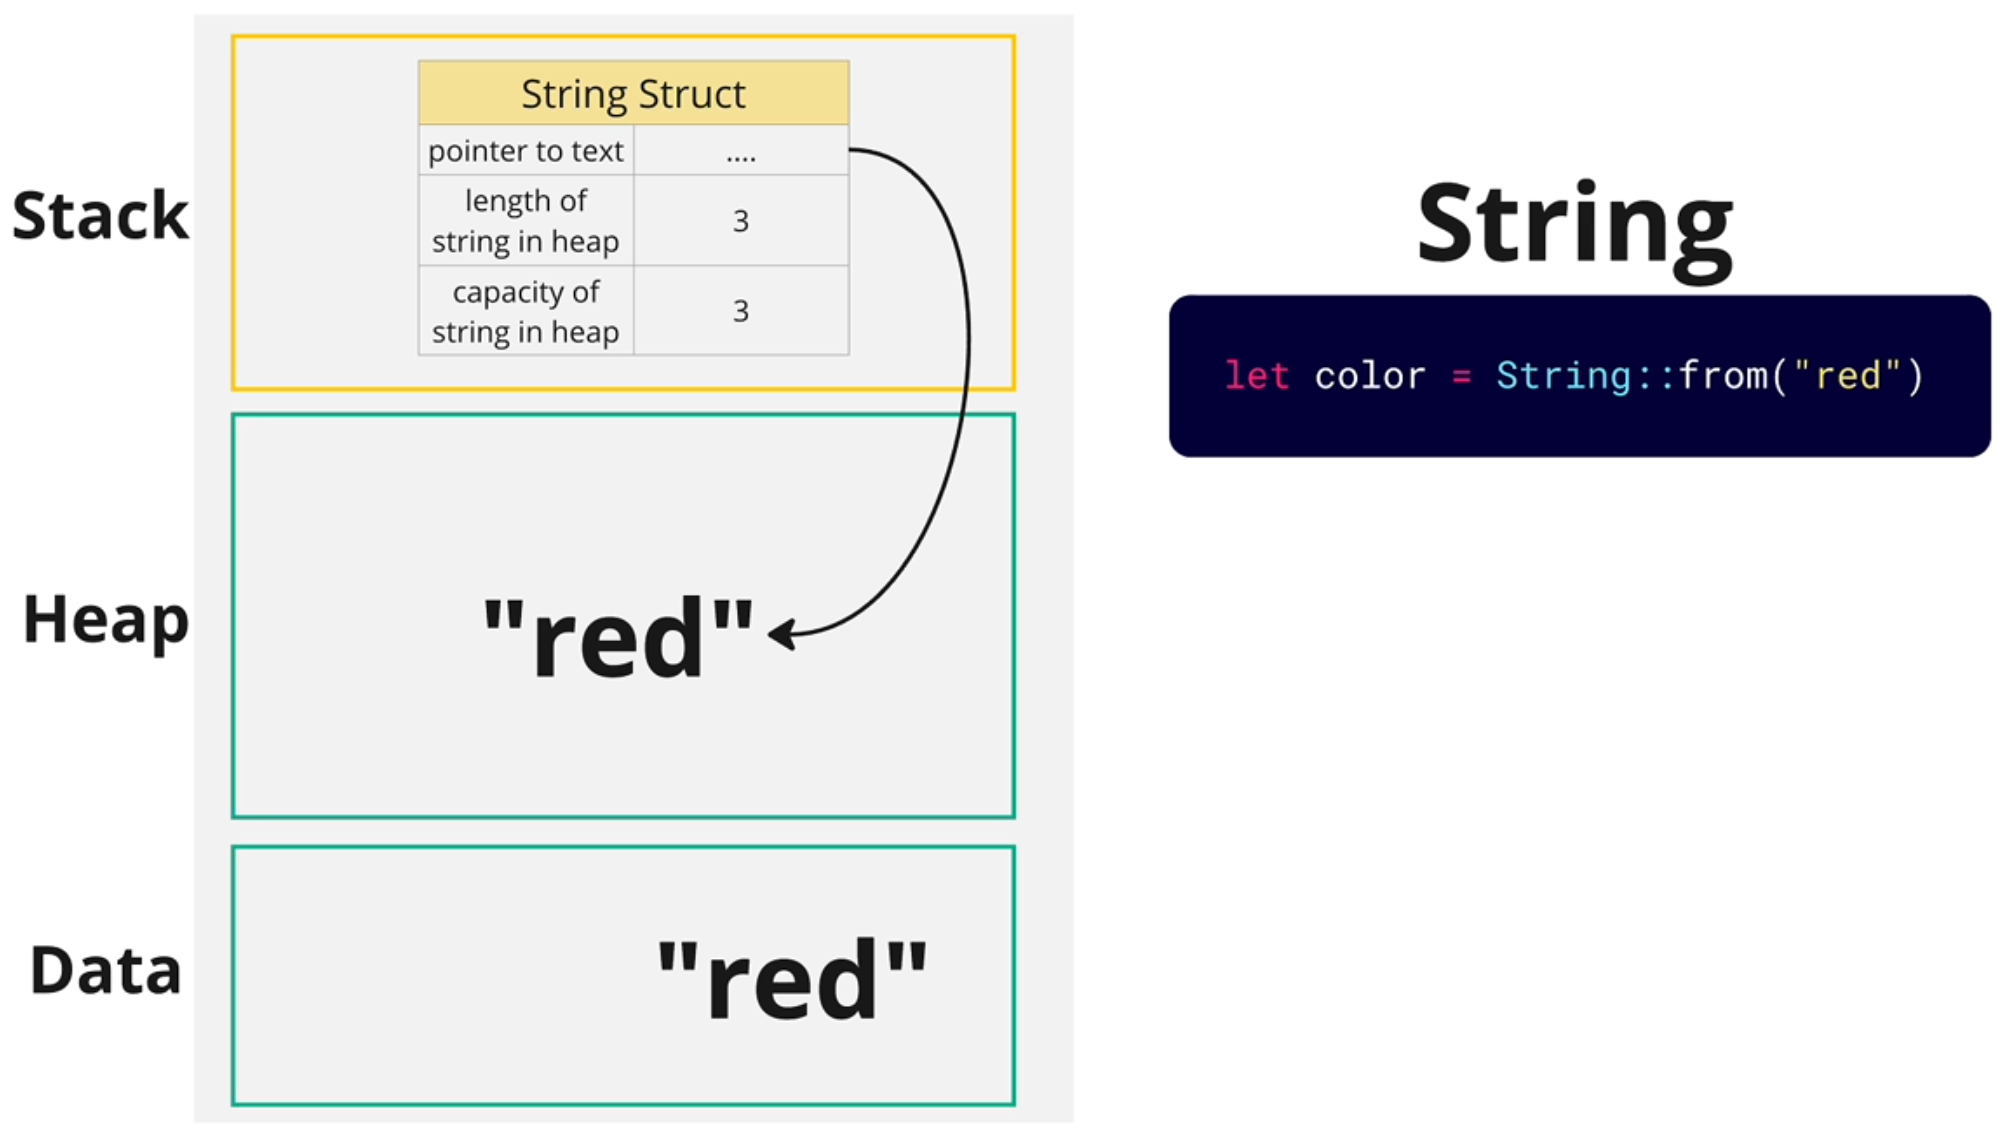 Stack
String Struct
pointer to text ....
length of
string in heap 3
capacity of
string in heap 3
Heap
"red"
Data
"red"
String
let color = String::from("red")